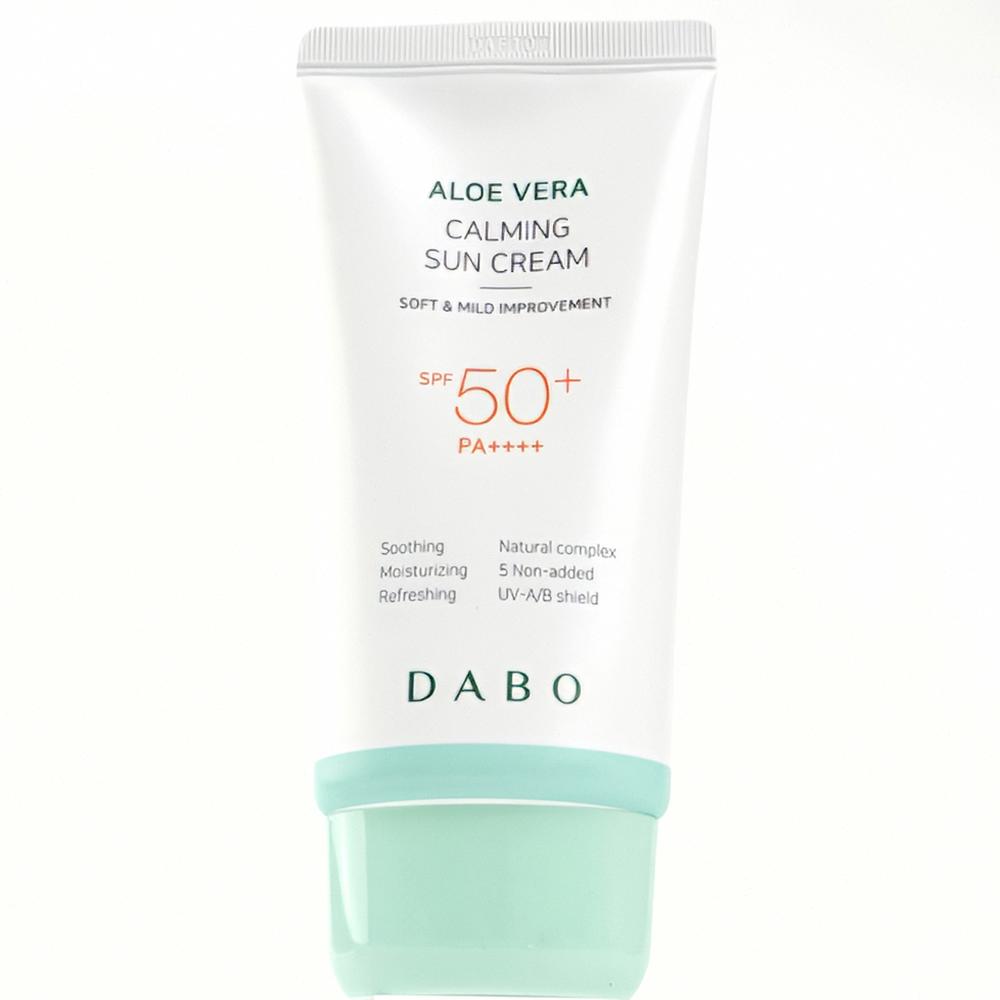 ALOE VERA
CALMING
SUN CREAM
SOFT & MILD IMPROVEMENT
SPF 50+
PA++++
Soothing
Moisturizing
Refreshing
Natural complex
5 Non-added
UV-A/B shield
DABO